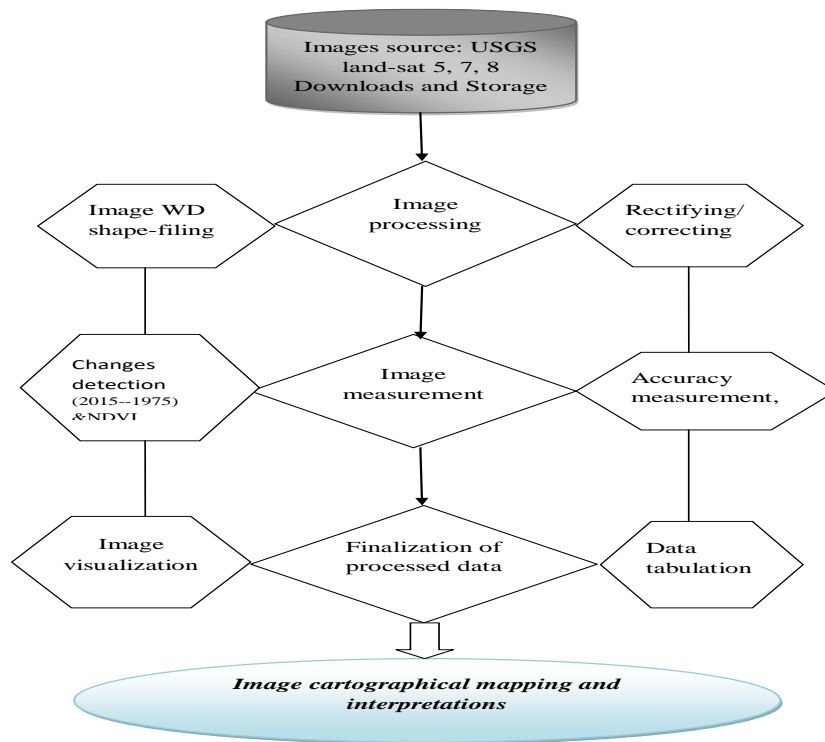 Images source: USGS
land-sat 5, 7, 8
Downloads and Storage
Image WD
shape-filing
Image
processing
Rectifying/
correcting
Changes
detection
(2015--1975)
&NDVI
Image
measurement
Accuracy
measurement,
Image
visualization
Finalization of
processed data
Data
tabulation
Image cartographical mapping and
interpretations